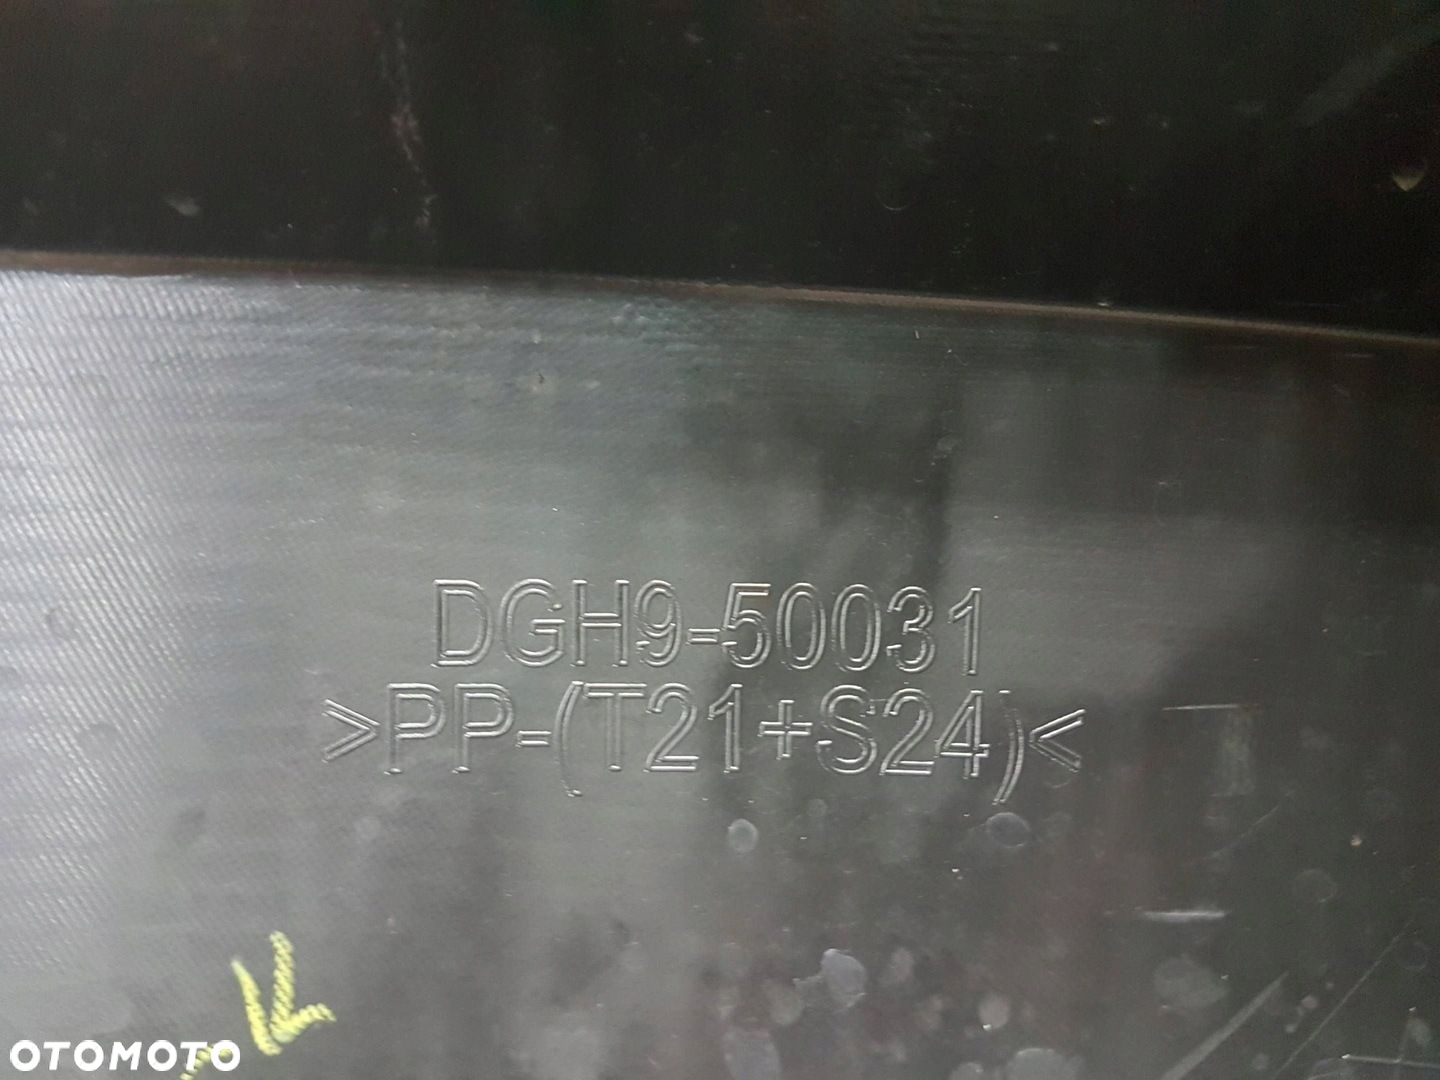 DGH9-50031
>PP-(T21+S24)<
OTOMOTO